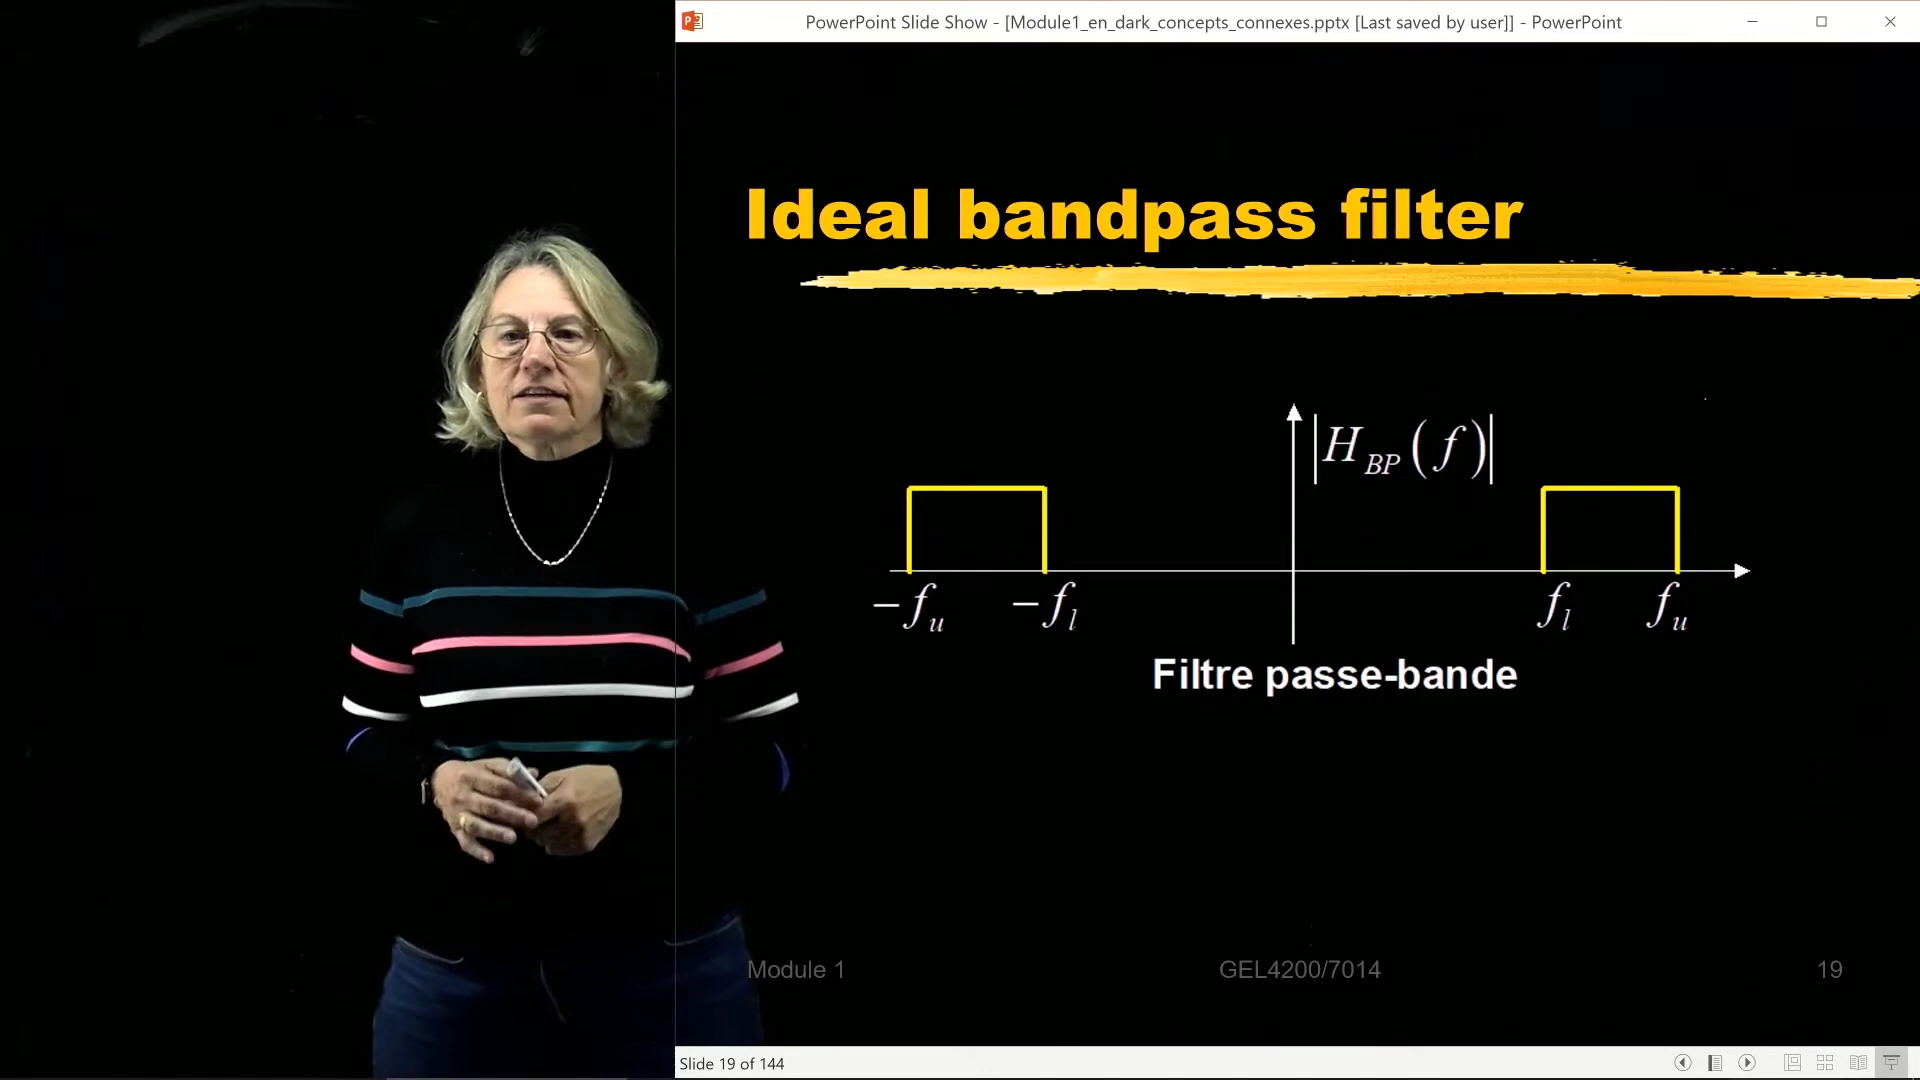 PowerPoint Slide Show - [Module1_en_dark_concepts_connexes.pptx [Last saved by user]] - PowerPoint
Ideal bandpass filter
|H_BP(f)|
−f_u −f_l f_l f_u
Filtre passe-bande
Module 1 GEL4200/7014 19
Slide 19 of 144